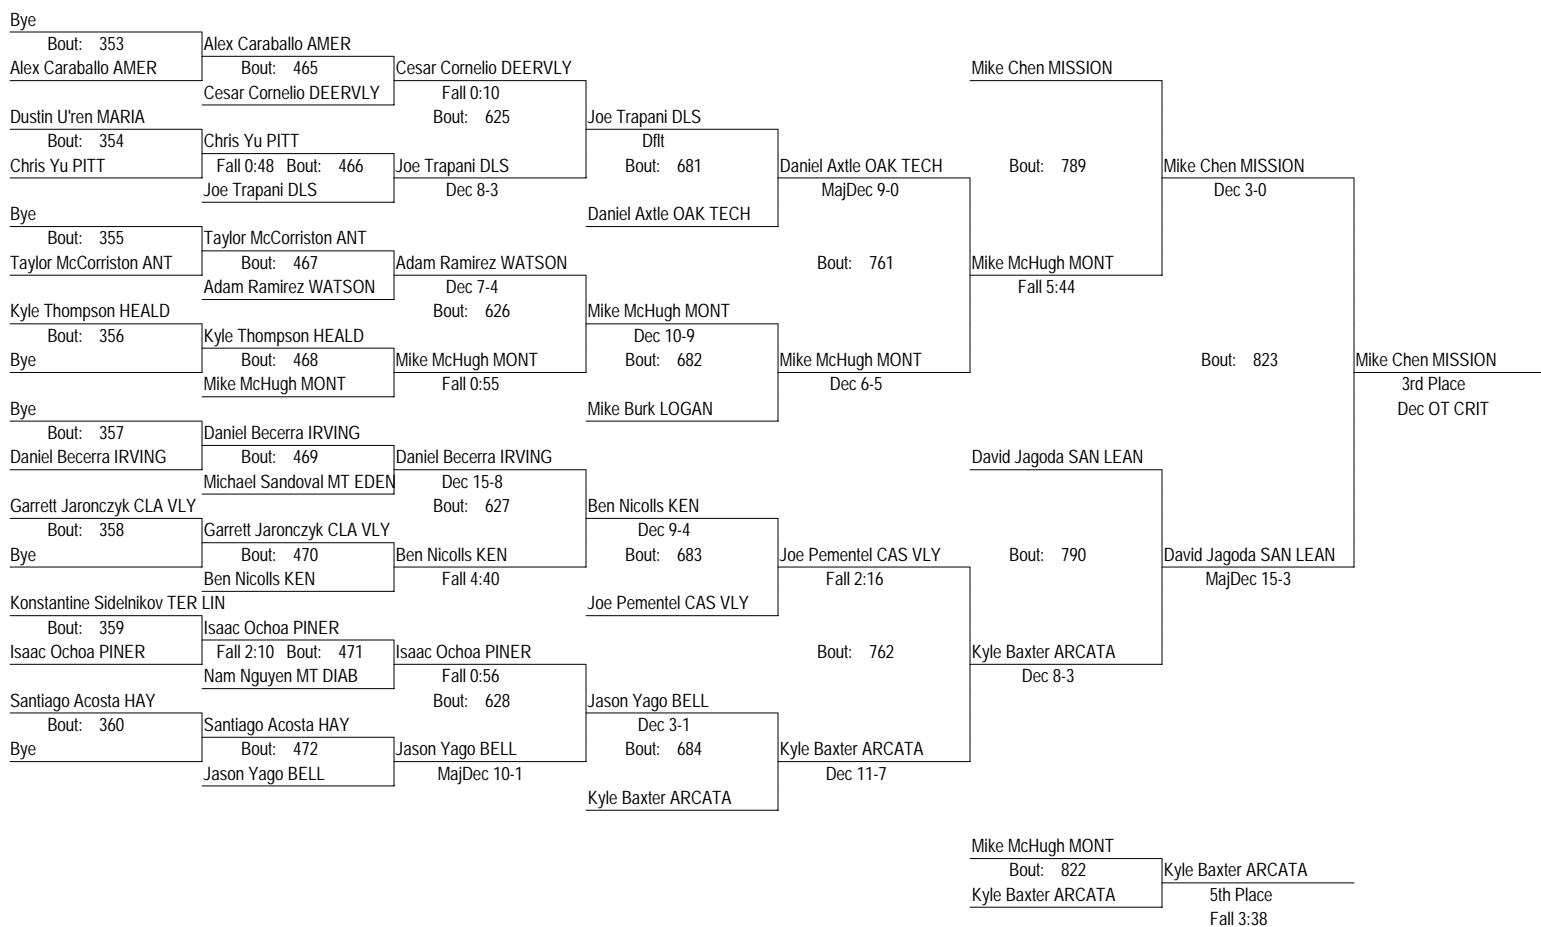 Bye
Bout: 353
Alex Caraballo AMER
Dustin U'ren MARIA
Bout: 354
Chris Yu PITT
Bye
Bout: 355
Taylor McCorriston ANT
Kyle Thompson HEALD
Bout: 356
Bye
Bye
Bout: 357
Daniel Becerra IRVING
Garrett Jaronczyk CLA VLY
Bout: 358
Bye
Konstantine Sidelnikov TER LIN
Bout: 359
Isaac Ochoa PINER
Santiago Acosta HAY
Bout: 360
Bye
Alex Caraballo AMER
Bout: 465
Cesar Cornelio DEERVLY
Chris Yu PITT
Fall 0:48 Bout: 466
Joe Trapani DLS
Taylor McCorriston ANT
Bout: 467
Adam Ramirez WATSON
Kyle Thompson HEALD
Bout: 468
Mike McHugh MONT
Daniel Becerra IRVING
Bout: 469
Michael Sandoval MT EDEN
Garrett Jaronczyk CLA VLY
Bout: 470
Ben Nicolls KEN
Isaac Ochoa PINER
Fall 2:10 Bout: 471
Nam Nguyen MT DIAB
Santiago Acosta HAY
Bout: 472
Jason Yago BELL
Cesar Cornelio DEERVLY
Fall 0:10
Bout: 625
Joe Trapani DLS
Dec 8-3
Adam Ramirez WATSON
Dec 7-4
Bout: 626
Mike McHugh MONT
Fall 0:55
Daniel Becerra IRVING
Dec 15-8
Bout: 627
Ben Nicolls KEN
Fall 4:40
Isaac Ochoa PINER
Fall 0:56
Bout: 628
Jason Yago BELL
MajDec 10-1
Joe Trapani DLS
Dflt
Bout: 681
Daniel Axtle OAK TECH
Mike McHugh MONT
Dec 10-9
Bout: 682
Mike Burk LOGAN
Ben Nicolls KEN
Dec 9-4
Bout: 683
Joe Pementel CAS VLY
Jason Yago BELL
Dec 3-1
Bout: 684
Kyle Baxter ARCATA
Daniel Axtle OAK TECH
MajDec 9-0
Bout: 761
Mike McHugh MONT
Dec 6-5
Joe Pementel CAS VLY
Fall 2:16
Bout: 762
Kyle Baxter ARCATA
Dec 11-7
Mike Chen MISSION
Bout: 789
Mike McHugh MONT
Fall 5:44
David Jagoda SAN LEAN
Bout: 790
Kyle Baxter ARCATA
Dec 8-3
Mike Chen MISSION
Dec 3-0
Bout: 823
David Jagoda SAN LEAN
MajDec 15-3
Mike Chen MISSION
3rd Place
Dec OT CRIT
Mike McHugh MONT
Bout: 822
Kyle Baxter ARCATA
Kyle Baxter ARCATA
5th Place
Fall 3:38